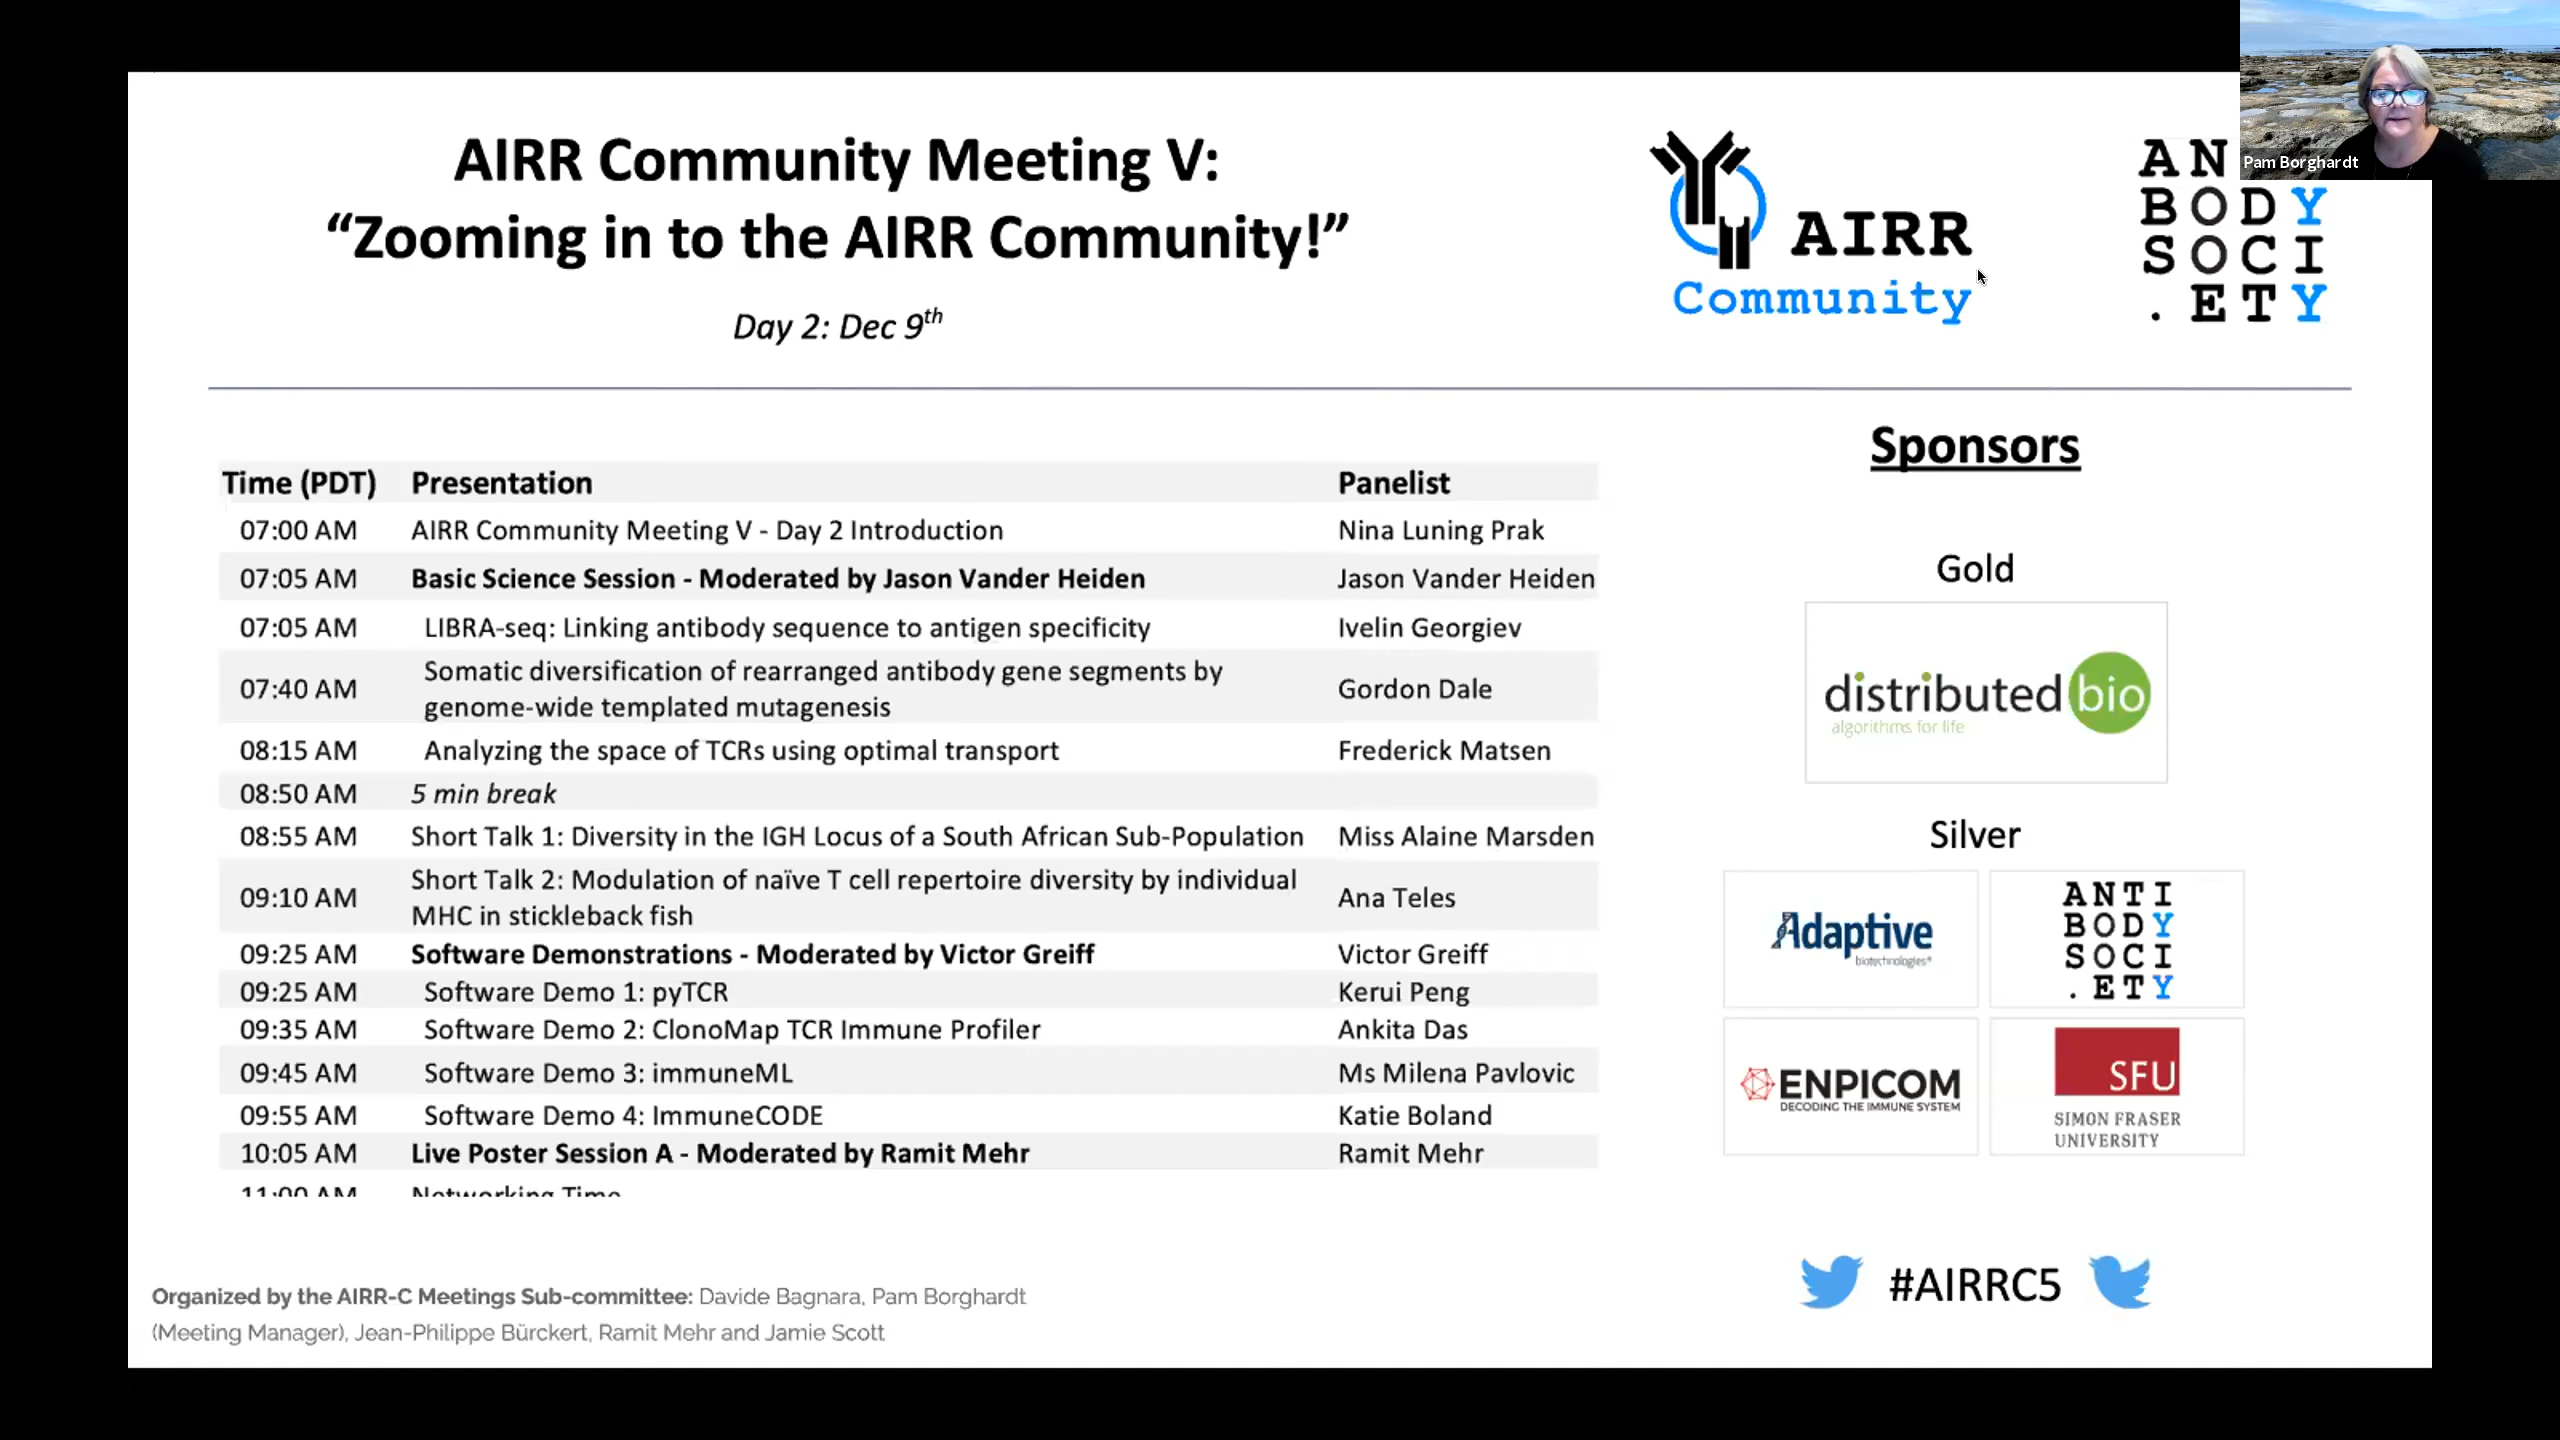 AIRR Community Meeting V:
“Zooming in to the AIRR Community!”
Day 2: Dec 9th
AIRR
Community
AN
BODY
SOCI
.ETY
Pam Borghardt
Time (PDT) Presentation Panelist
07:00 AM AIRR Community Meeting V - Day 2 Introduction Nina Luning Prak
07:05 AM Basic Science Session - Moderated by Jason Vander Heiden Jason Vander Heiden
07:05 AM LIBRA-seq: Linking antibody sequence to antigen specificity Ivelin Georgiev
07:40 AM Somatic diversification of rearranged antibody gene segments by
genome-wide templated mutagenesis Gordon Dale
08:15 AM Analyzing the space of TCRs using optimal transport Frederick Matsen
08:50 AM 5 min break
08:55 AM Short Talk 1: Diversity in the IGH Locus of a South African Sub-Population Miss Alaine Marsden
09:10 AM Short Talk 2: Modulation of naïve T cell repertoire diversity by individual
MHC in stickleback fish Ana Teles
09:25 AM Software Demonstrations - Moderated by Victor Greiff Victor Greiff
09:25 AM Software Demo 1: pyTCR Kerui Peng
09:35 AM Software Demo 2: ClonoMap TCR Immune Profiler Ankita Das
09:45 AM Software Demo 3: immuneML Ms Milena Pavlovic
09:55 AM Software Demo 4: ImmuneCODE Katie Boland
10:05 AM Live Poster Session A - Moderated by Ramit Mehr Ramit Mehr
11:00 AM Networking Time
Sponsors
Gold
distributed bio
algorithms for life
Silver
Adaptive
biotechnologies®
ANTI
BODY
SOCI
.ETY
ENPICOM
DECODING THE IMMUNE SYSTEM
SFU
SIMON FRASER
UNIVERSITY
#AIRRC5
Organized by the AIRR-C Meetings Sub-committee: Davide Bagnara, Pam Borghardt
(Meeting Manager), Jean-Philippe Bürckert, Ramit Mehr and Jamie Scott